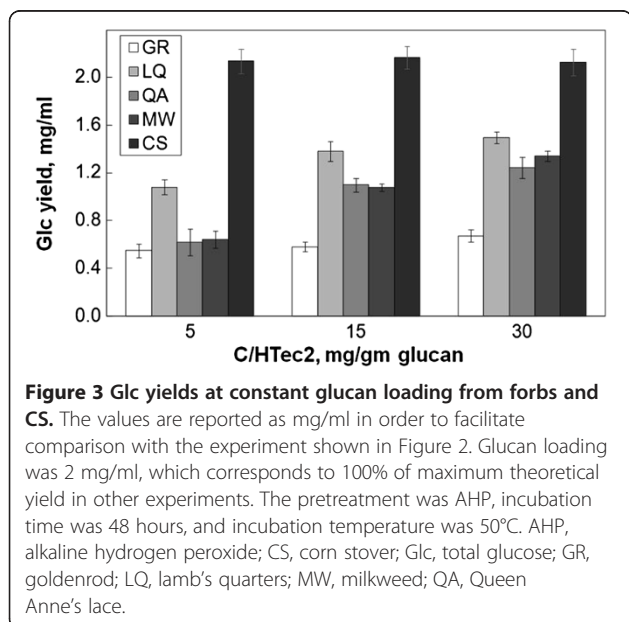 GR
LQ
QA
MW
CS
Glc yield, mg/ml
2.0
1.6
1.2
0.8
0.4
0.0
5 15 30
C/HTec2, mg/gm glucan
Figure 3 Glc yields at constant glucan loading from forbs and
CS. The values are reported as mg/ml in order to facilitate
comparison with the experiment shown in Figure 2. Glucan loading
was 2 mg/ml, which corresponds to 100% of maximum theoretical
yield in other experiments. The pretreatment was AHP, incubation
time was 48 hours, and incubation temperature was 50°C. AHP,
alkaline hydrogen peroxide; CS, corn stover; Glc, total glucose; GR,
goldenrod; LQ, lamb's quarters; MW, milkweed; QA, Queen
Anne's lace.